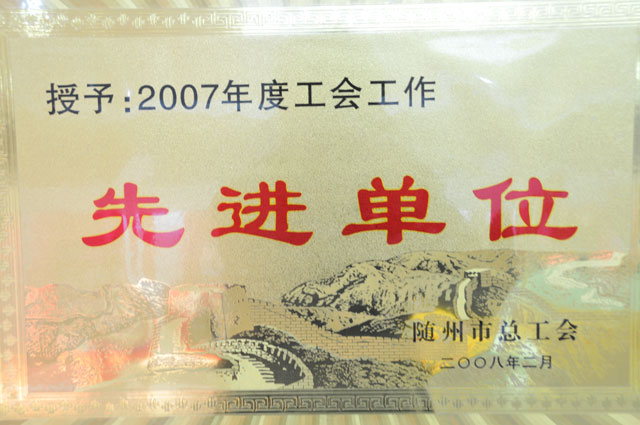 授予:2007年度工会工作
先进单位
随州市总工会
二〇〇八年二月